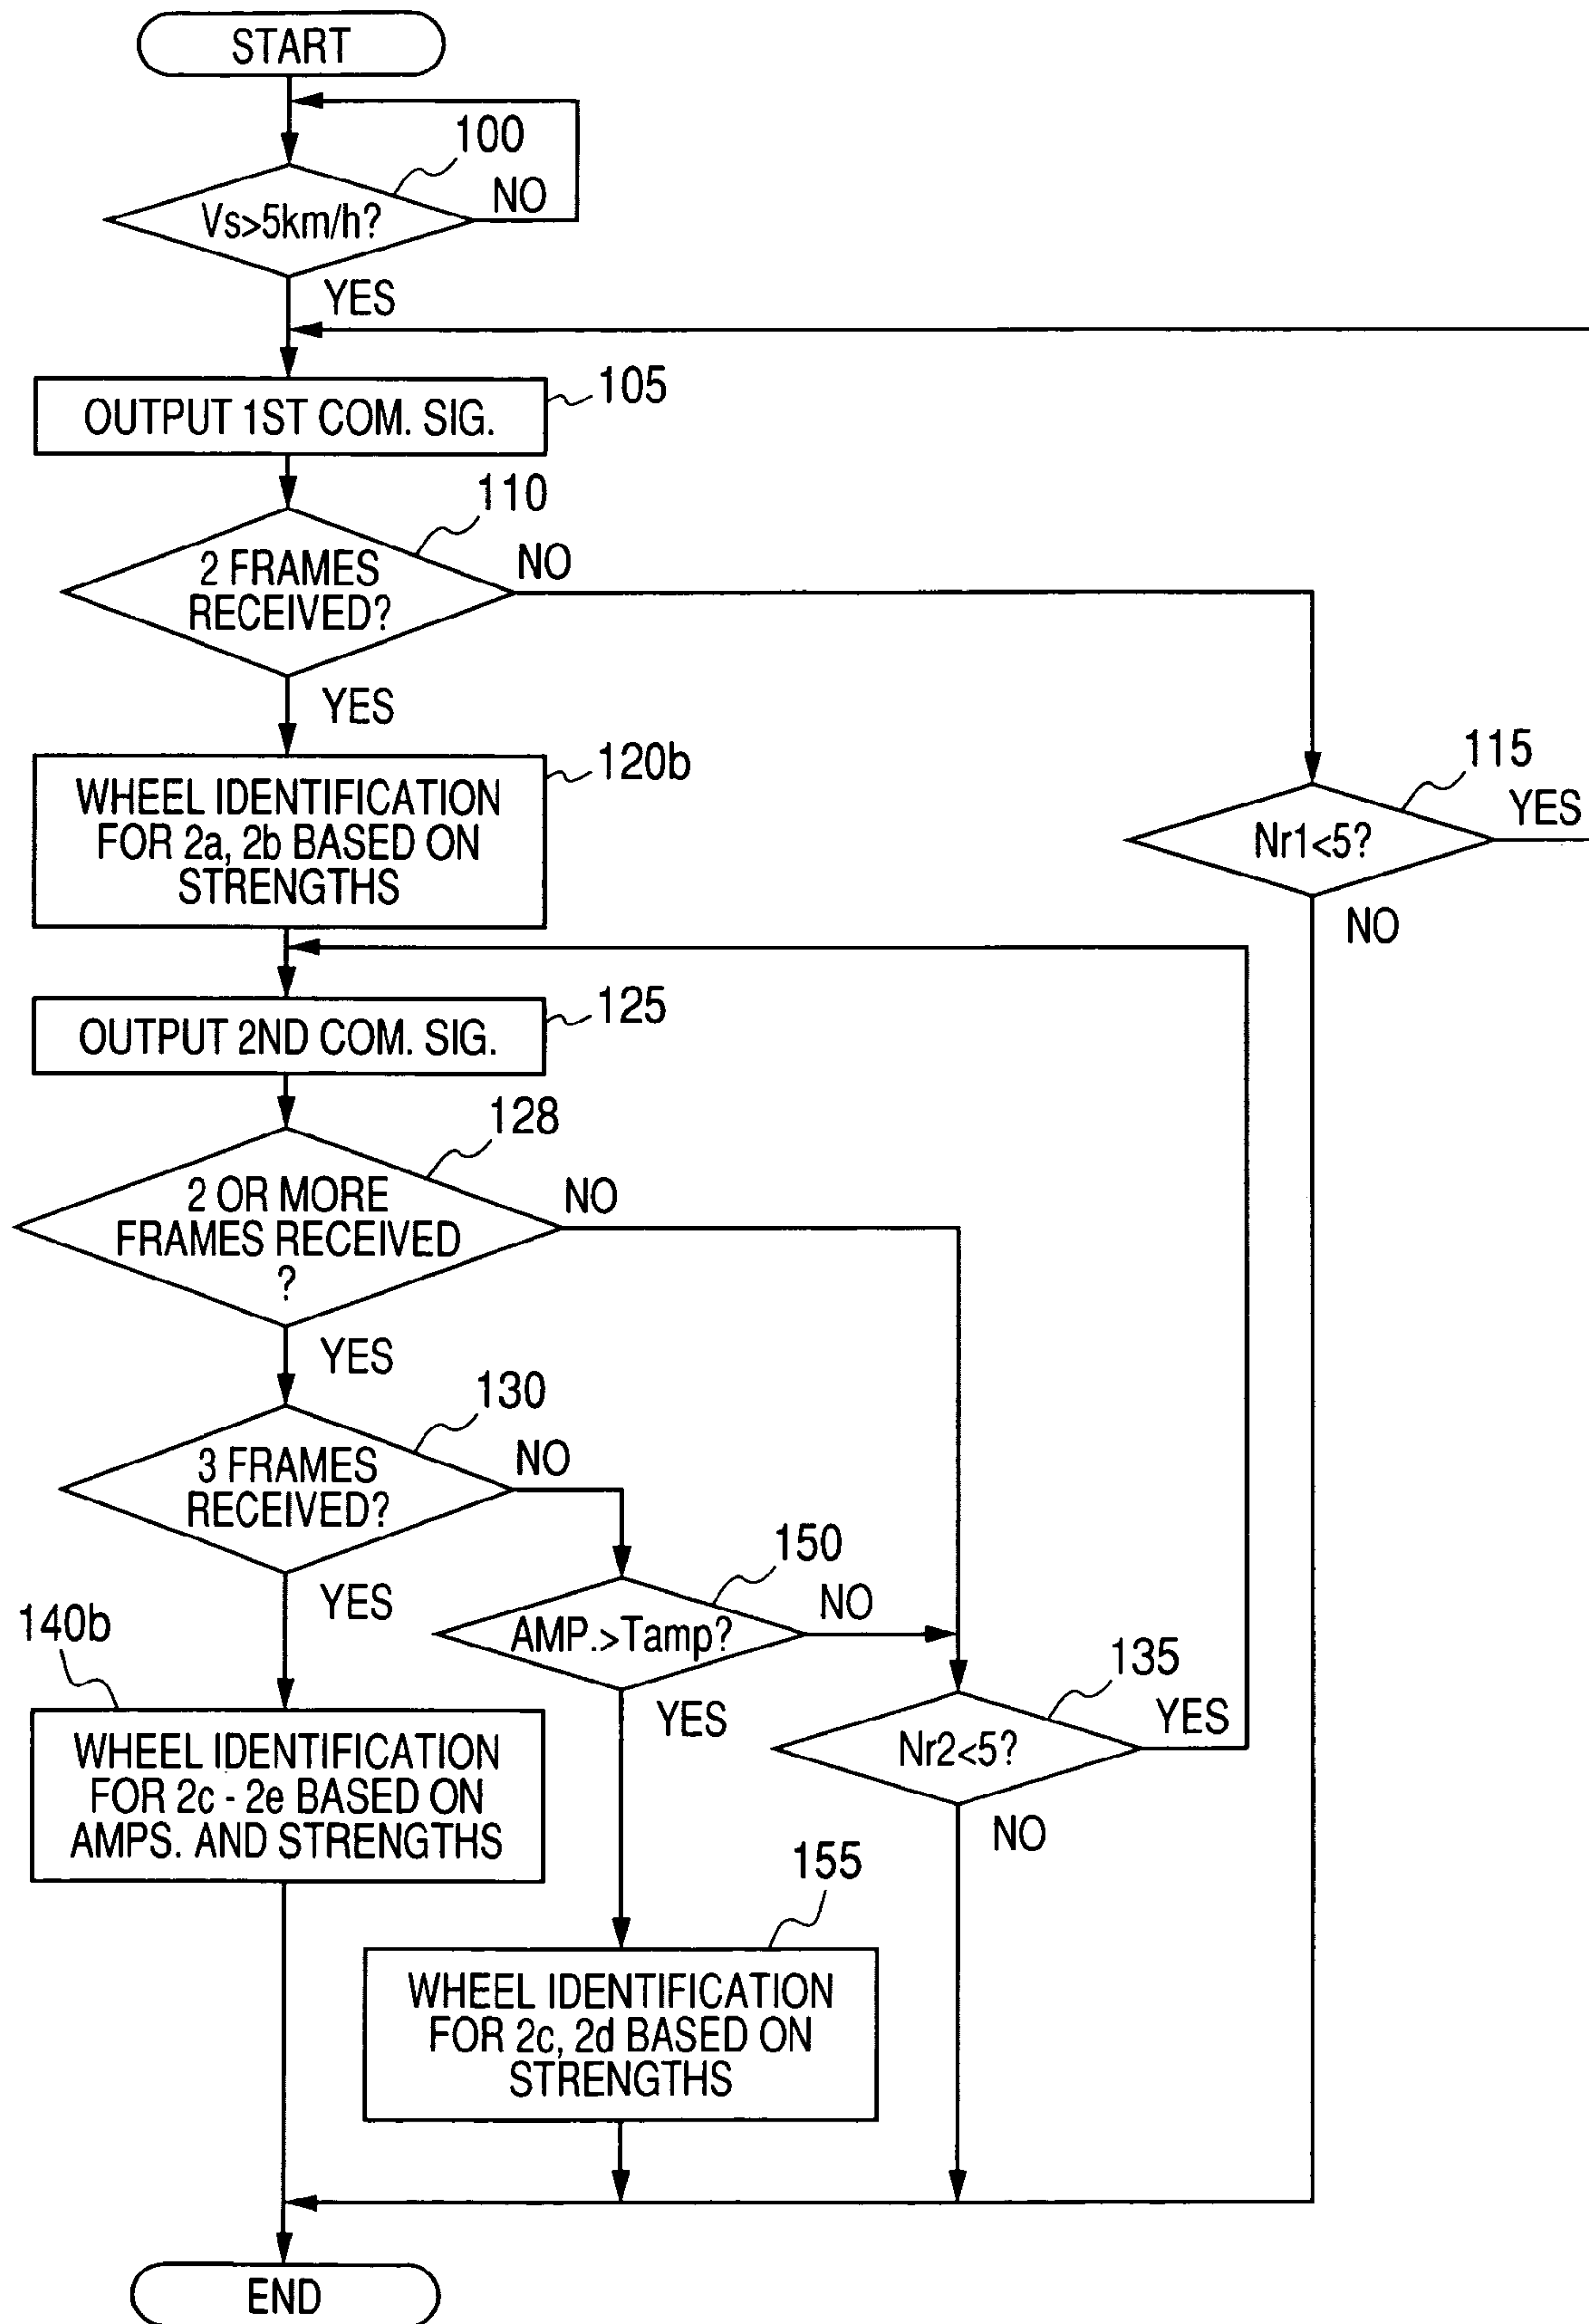 START
100
Vs>5km/h?
NO
YES
105
OUTPUT 1ST COM. SIG.
110
2 FRAMES
RECEIVED?
NO
YES
120b
WHEEL IDENTIFICATION
FOR 2a, 2b BASED ON
STRENGTHS
115
Nr1<5?
YES
NO
125
OUTPUT 2ND COM. SIG.
128
2 OR MORE
FRAMES RECEIVED
?
NO
YES
130
3 FRAMES
RECEIVED?
NO
YES
150
AMP.>Tamp?
NO
YES
135
Nr2<5?
YES
NO
140b
WHEEL IDENTIFICATION
FOR 2c - 2e BASED ON
AMPS. AND STRENGTHS
155
WHEEL IDENTIFICATION
FOR 2c, 2d BASED ON
STRENGTHS
END